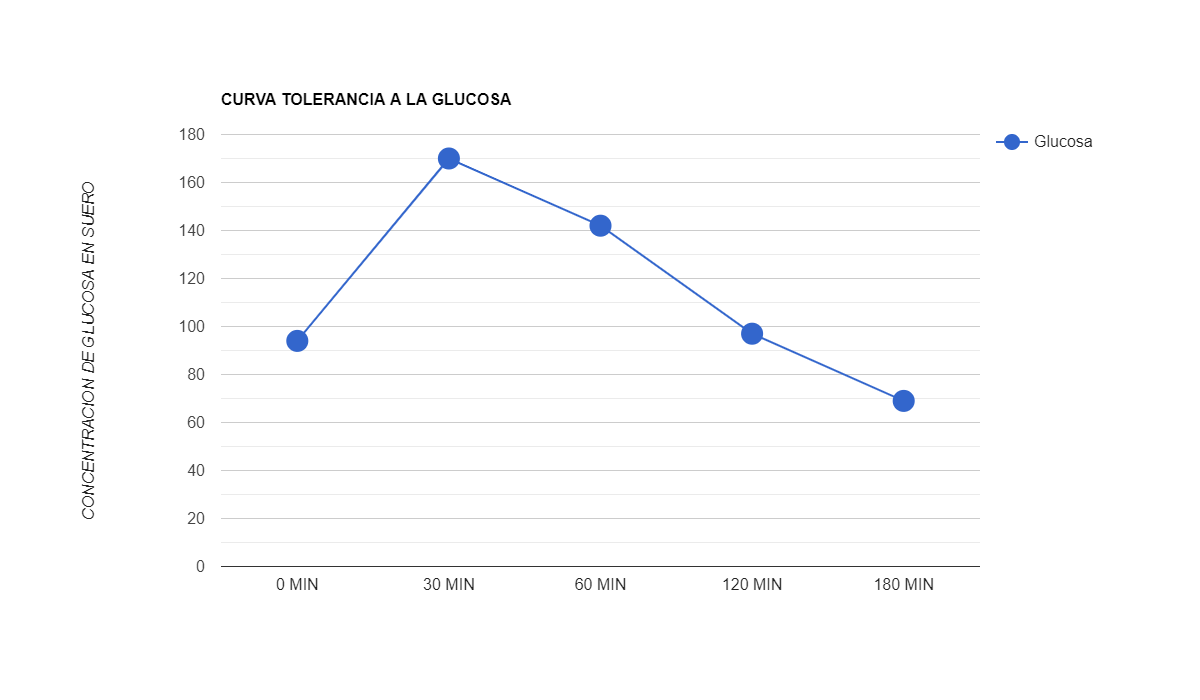 CURVA TOLERANCIA A LA GLUCOSA
Glucosa
CONCENTRACION DE GLUCOSA EN SUERO
180
160
140
120
100
80
60
40
20
0
0 MIN
30 MIN
60 MIN
120 MIN
180 MIN